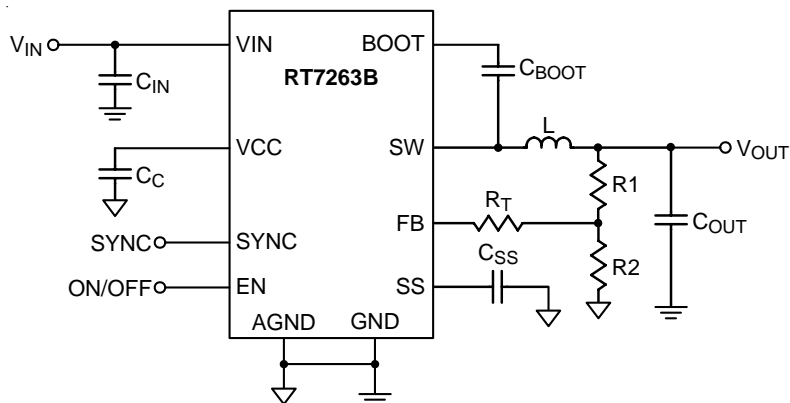 VIN
VIN
BOOT
RT7263B
CIN
CBOOT
VCC
SW
L
VOUT
CC
R1
RT
FB
COUT
SYNC
SYNC
CSS
R2
ON/OFF
EN
SS
AGND
GND